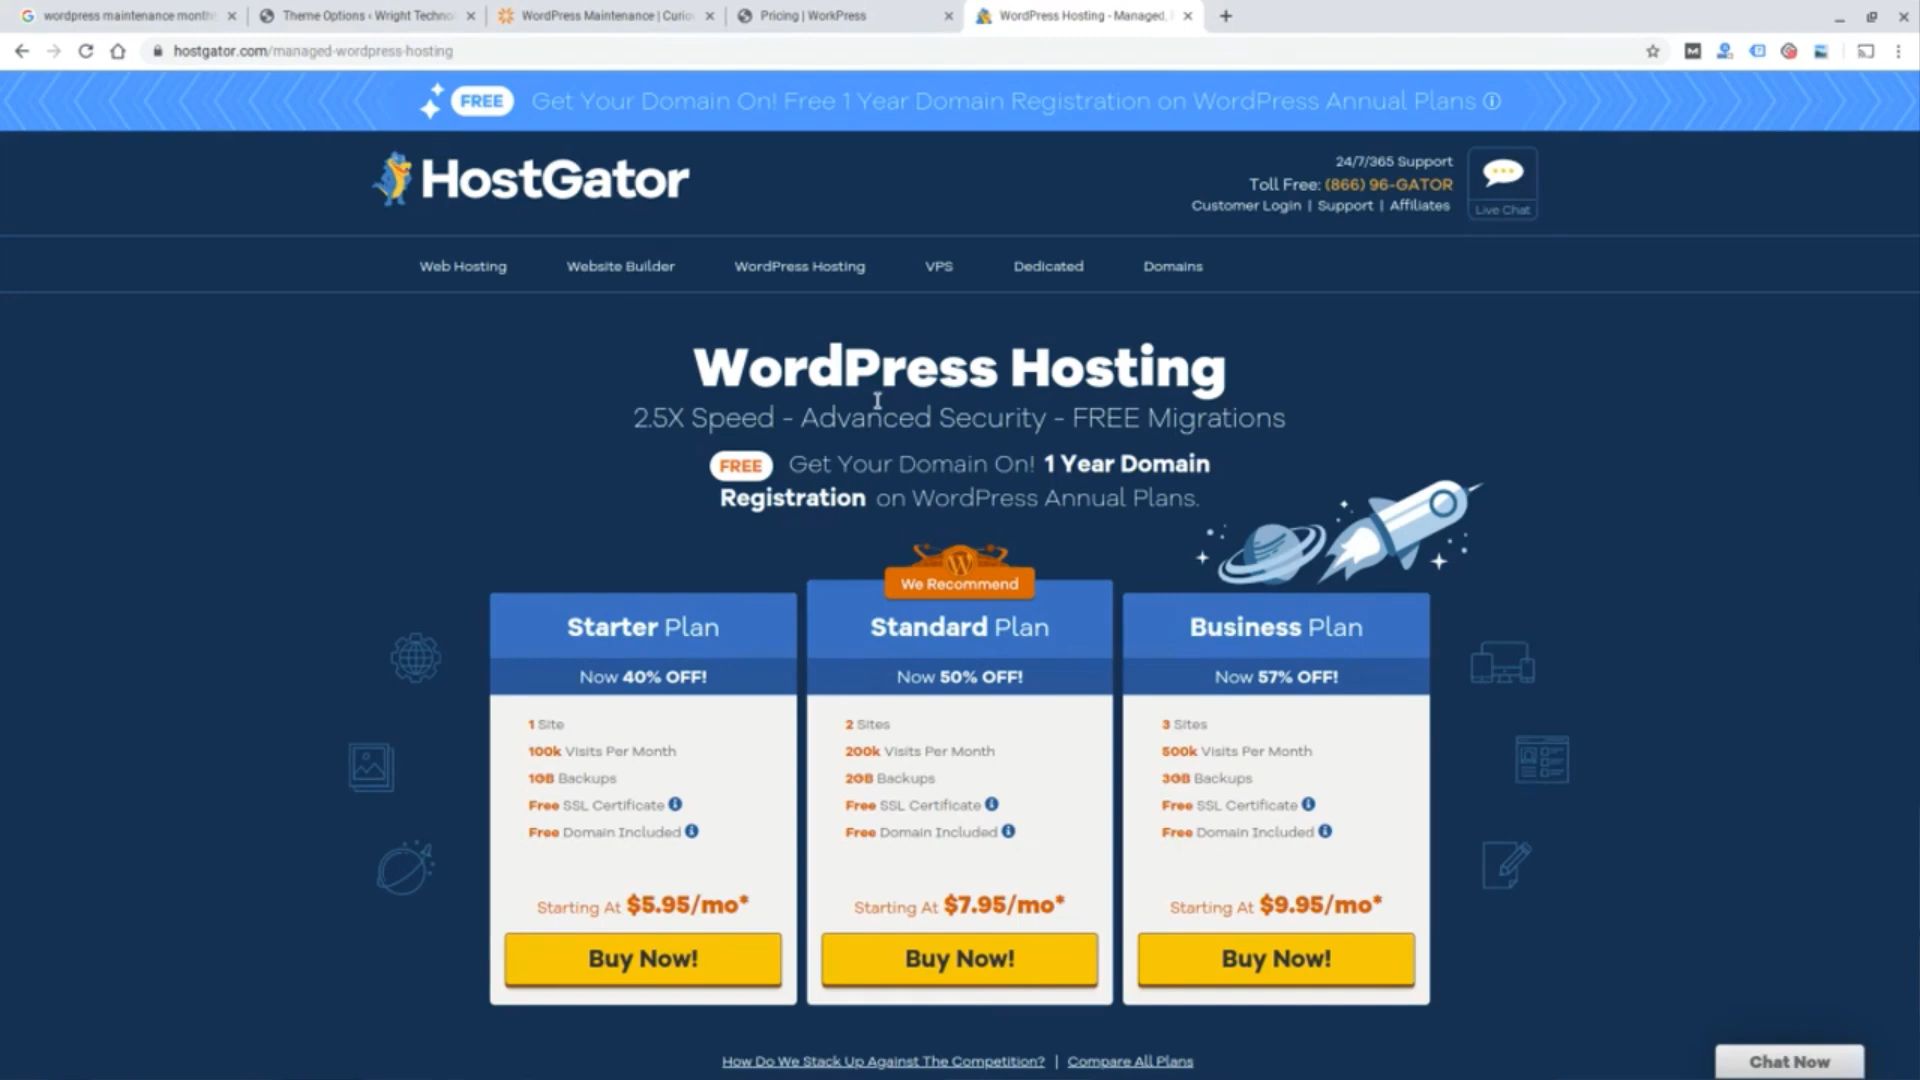 wordpress maintenance month
Theme Options ‹ Wright Techno
WordPress Maintenance | Curio
Pricing | WorkPress
WordPress Hosting - Managed,
hostgator.com/managed-wordpress-hosting
FREE Get Your Domain On! Free 1 Year Domain Registration on WordPress Annual Plans
HostGator
24/7/365 Support
Toll Free: (866) 96-GATOR
Customer Login | Support | Affiliates
Live Chat
Web Hosting
Website Builder
WordPress Hosting
VPS
Dedicated
Domains
WordPress Hosting
2.5X Speed - Advanced Security - FREE Migrations
FREE Get Your Domain On! 1 Year Domain
Registration on WordPress Annual Plans.
We Recommend
Starter Plan
Now 40% OFF!
1 Site
100k Visits Per Month
1GB Backups
Free SSL Certificate
Free Domain Included
Starting At $5.95/mo*
Buy Now!
Standard Plan
Now 50% OFF!
2 Sites
200k Visits Per Month
2GB Backups
Free SSL Certificate
Free Domain Included
Starting At $7.95/mo*
Buy Now!
Business Plan
Now 57% OFF!
3 Sites
500k Visits Per Month
3GB Backups
Free SSL Certificate
Free Domain Included
Starting At $9.95/mo*
Buy Now!
How Do We Stack Up Against The Competition? | Compare All Plans
Chat Now